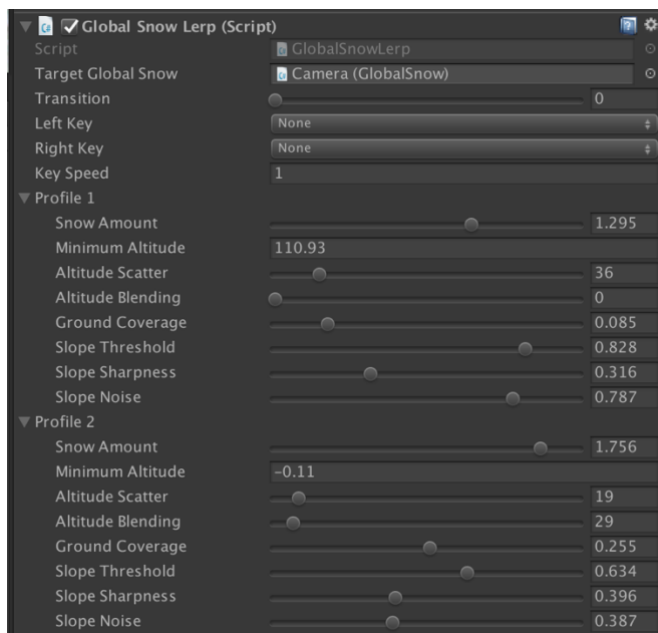 Global Snow Lerp (Script)
Script GlobalSnowLerp
Target Global Snow Camera (GlobalSnow)
Transition 0
Left Key None
Right Key None
Key Speed 1
Profile 1
Snow Amount 1.295
Minimum Altitude 110.93
Altitude Scatter 36
Altitude Blending 0
Ground Coverage 0.085
Slope Threshold 0.828
Slope Sharpness 0.316
Slope Noise 0.787
Profile 2
Snow Amount 1.756
Minimum Altitude -0.11
Altitude Scatter 19
Altitude Blending 29
Ground Coverage 0.255
Slope Threshold 0.634
Slope Sharpness 0.396
Slope Noise 0.387